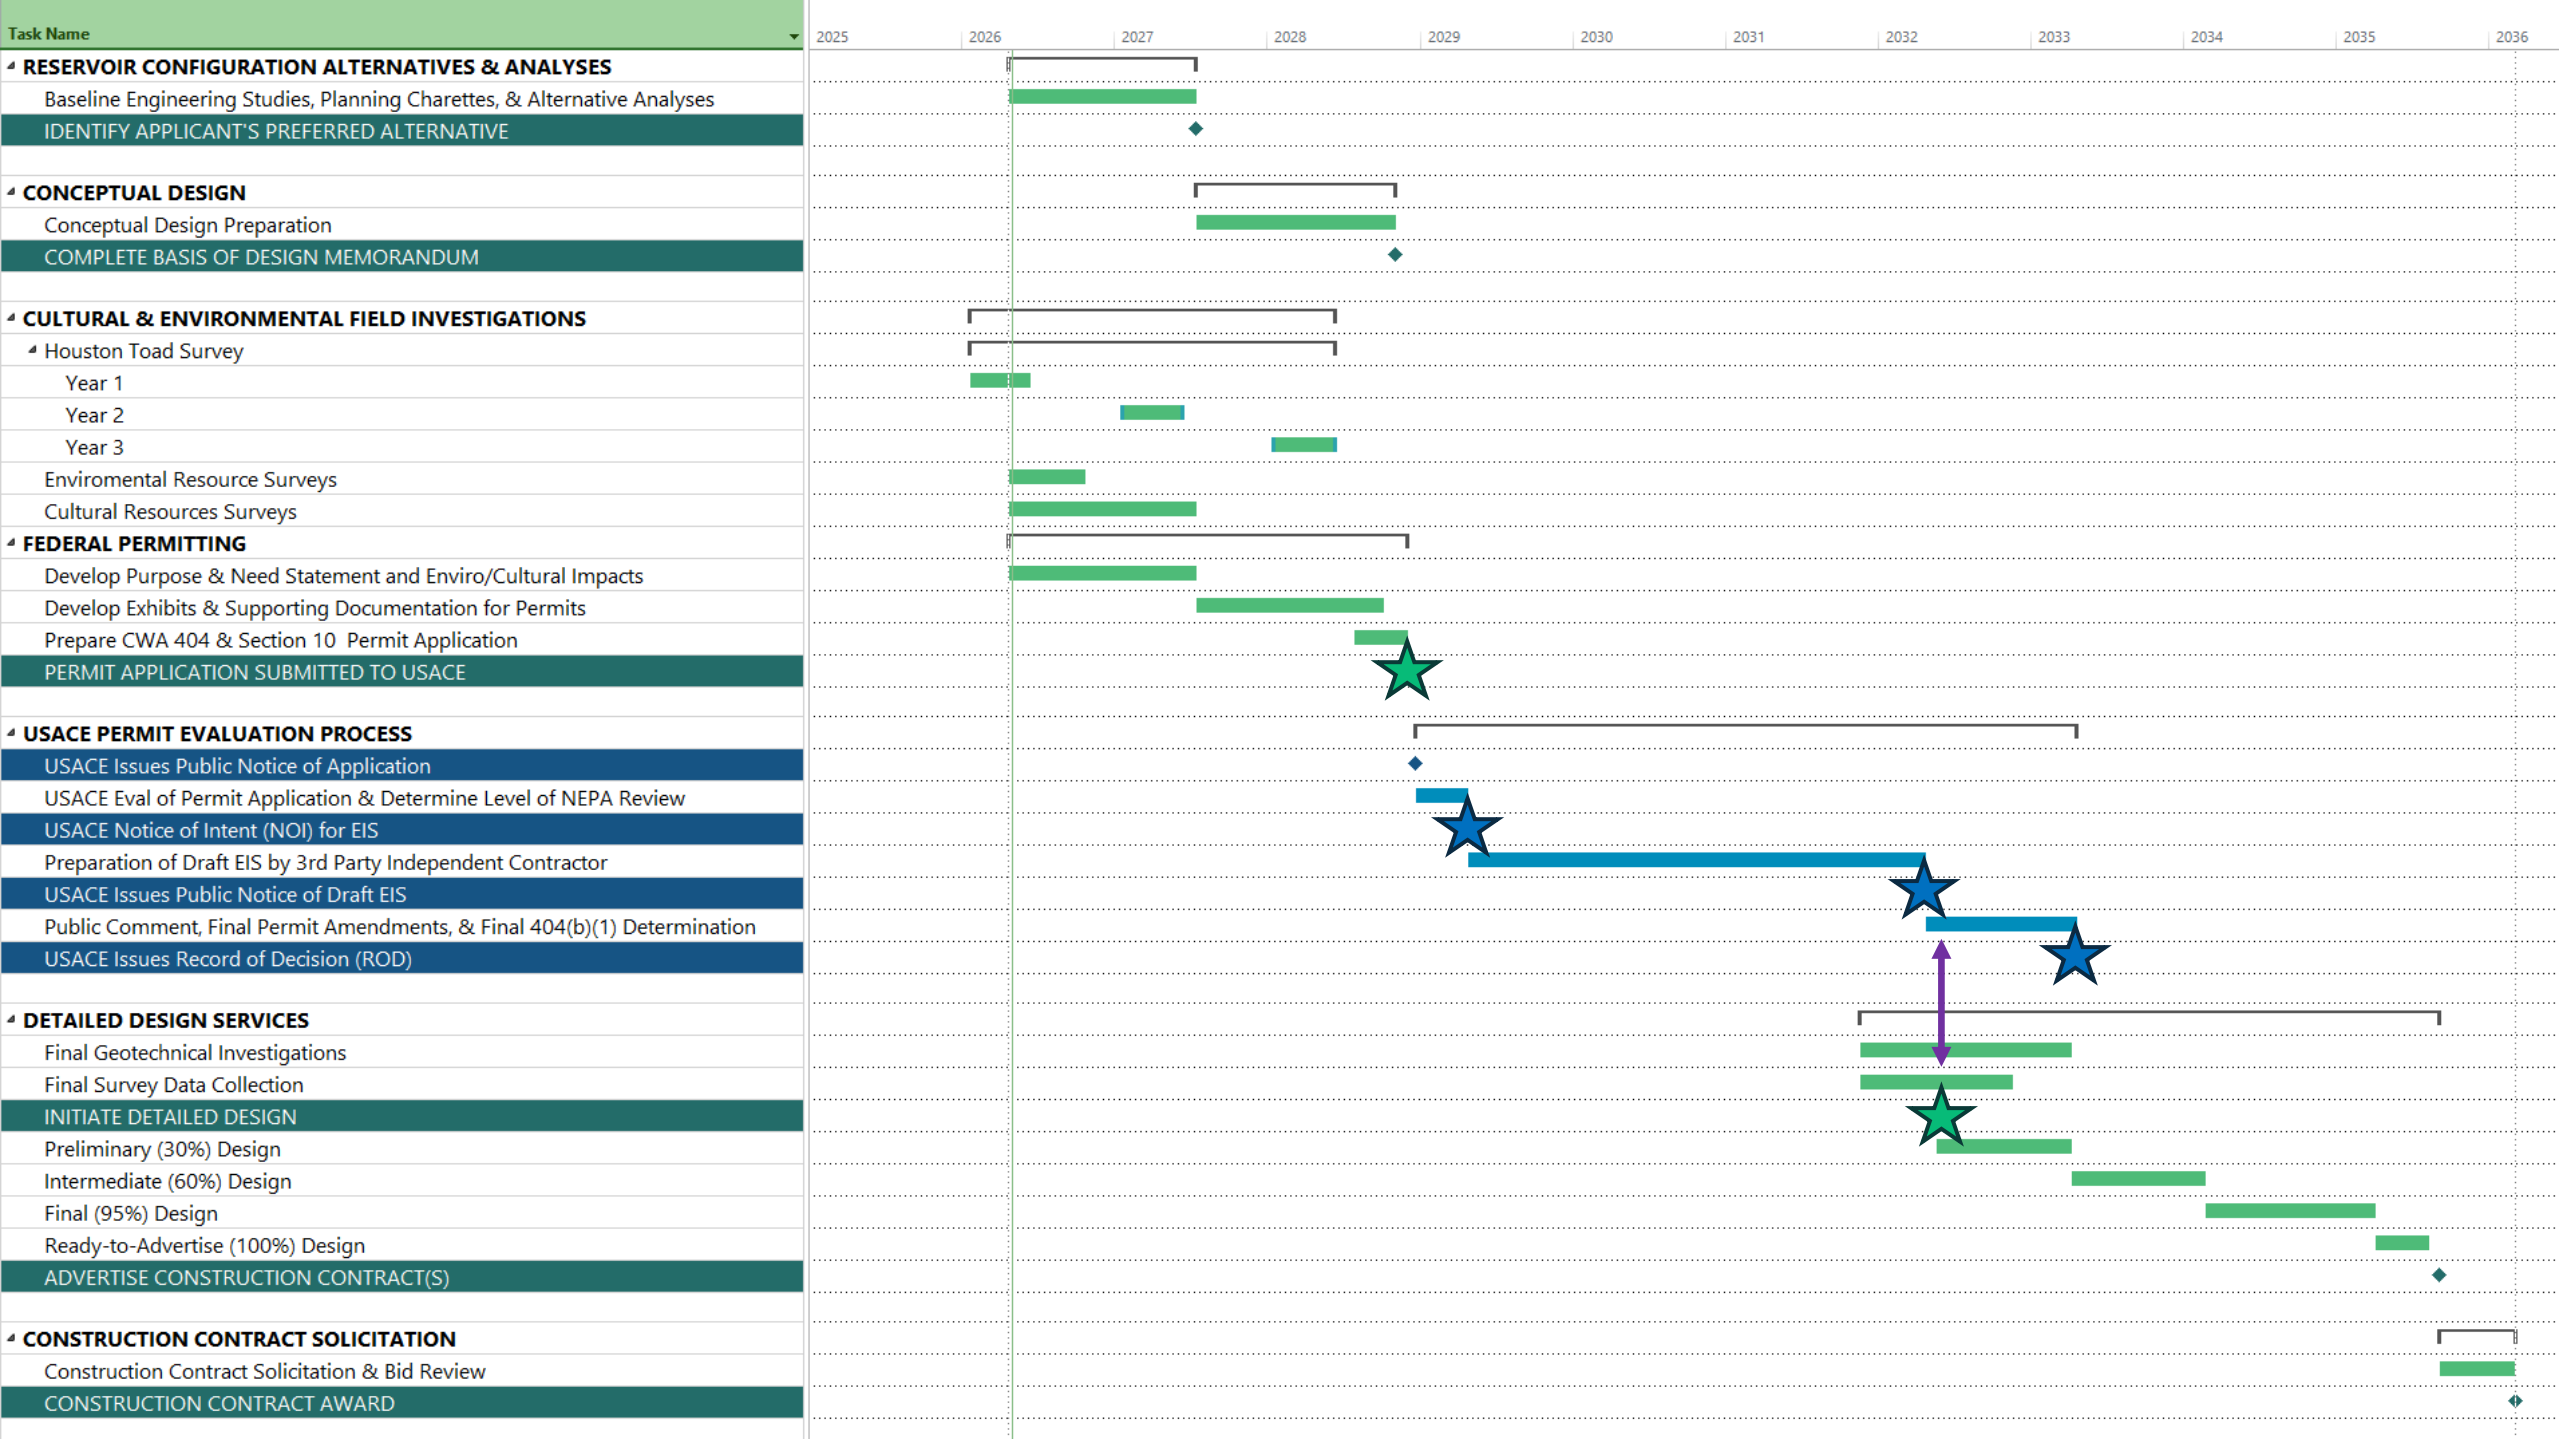 Task Name
2025 2026 2027 2028 2029 2030 2031 2032 2033 2034 2035 2036
RESERVOIR CONFIGURATION ALTERNATIVES & ANALYSES
Baseline Engineering Studies, Planning Charettes, & Alternative Analyses
IDENTIFY APPLICANT'S PREFERRED ALTERNATIVE
CONCEPTUAL DESIGN
Conceptual Design Preparation
COMPLETE BASIS OF DESIGN MEMORANDUM
CULTURAL & ENVIRONMENTAL FIELD INVESTIGATIONS
Houston Toad Survey
Year 1
Year 2
Year 3
Enviromental Resource Surveys
Cultural Resources Surveys
FEDERAL PERMITTING
Develop Purpose & Need Statement and Enviro/Cultural Impacts
Develop Exhibits & Supporting Documentation for Permits
Prepare CWA 404 & Section 10 Permit Application
PERMIT APPLICATION SUBMITTED TO USACE
USACE PERMIT EVALUATION PROCESS
USACE Issues Public Notice of Application
USACE Eval of Permit Application & Determine Level of NEPA Review
USACE Notice of Intent (NOI) for EIS
Preparation of Draft EIS by 3rd Party Independent Contractor
USACE Issues Public Notice of Draft EIS
Public Comment, Final Permit Amendments, & Final 404(b)(1) Determination
USACE Issues Record of Decision (ROD)
DETAILED DESIGN SERVICES
Final Geotechnical Investigations
Final Survey Data Collection
INITIATE DETAILED DESIGN
Preliminary (30%) Design
Intermediate (60%) Design
Final (95%) Design
Ready-to-Advertise (100%) Design
ADVERTISE CONSTRUCTION CONTRACT(S)
CONSTRUCTION CONTRACT SOLICITATION
Construction Contract Solicitation & Bid Review
CONSTRUCTION CONTRACT AWARD